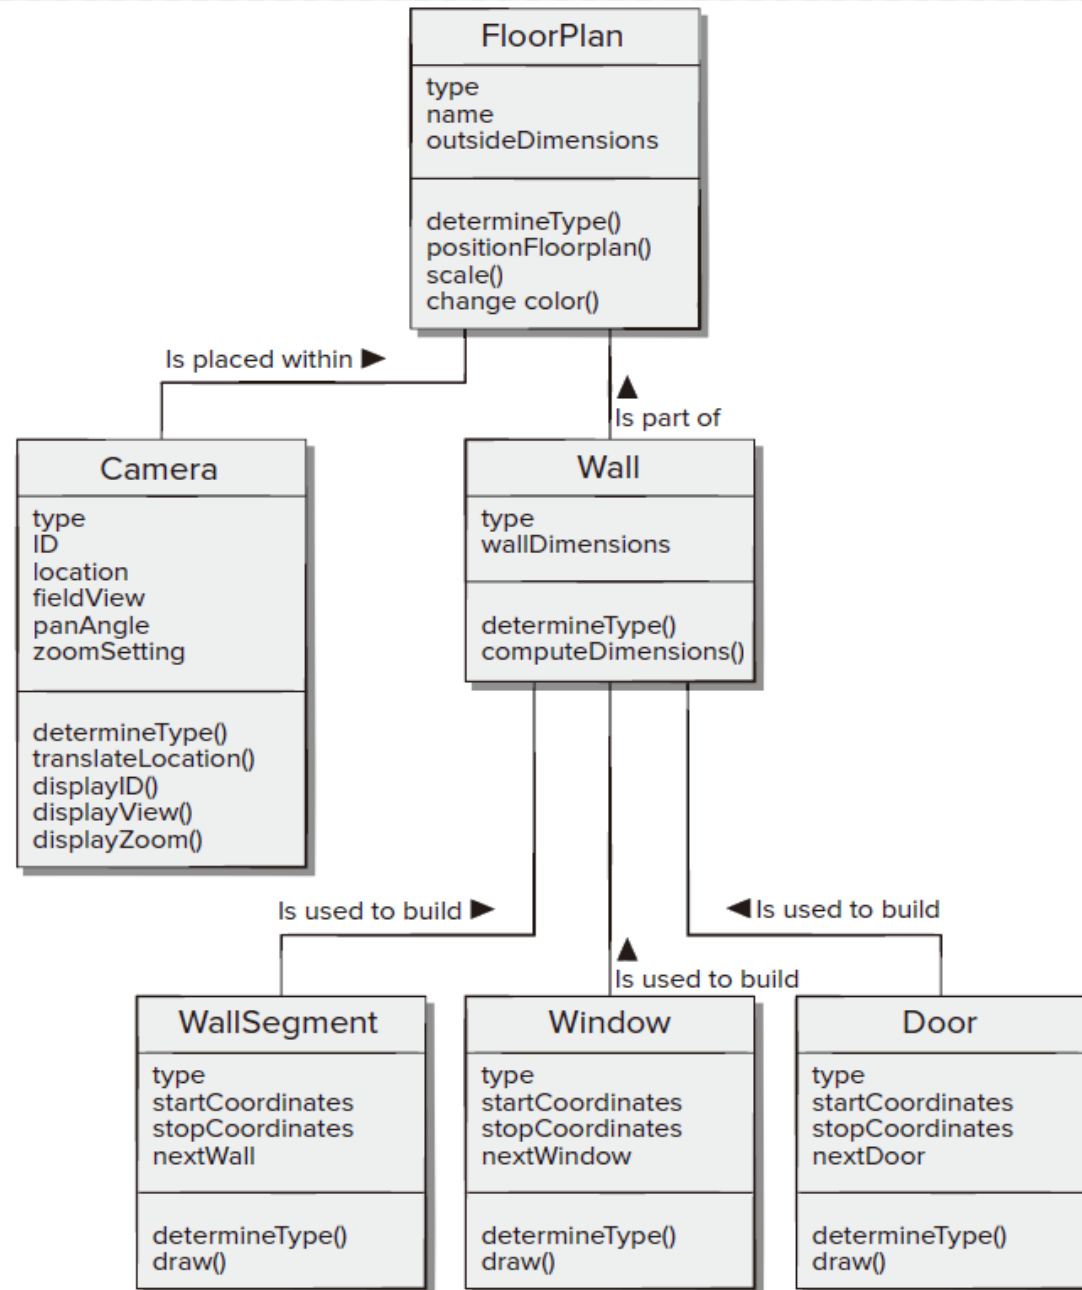 FloorPlan
type
name
outsideDimensions
determineType()
positionFloorplan()
scale()
change color()
Is placed within
Is part of
Camera
type
ID
location
fieldView
panAngle
zoomSetting
determineType()
translateLocation()
displayID()
displayView()
displayZoom()
Wall
type
wallDimensions
determineType()
computeDimensions()
Is used to build
Is used to build
Is used to build
WallSegment
type
startCoordinates
stopCoordinates
nextWall
determineType()
draw()
Window
type
startCoordinates
stopCoordinates
nextWindow
determineType()
draw()
Door
type
startCoordinates
stopCoordinates
nextDoor
determineType()
draw()